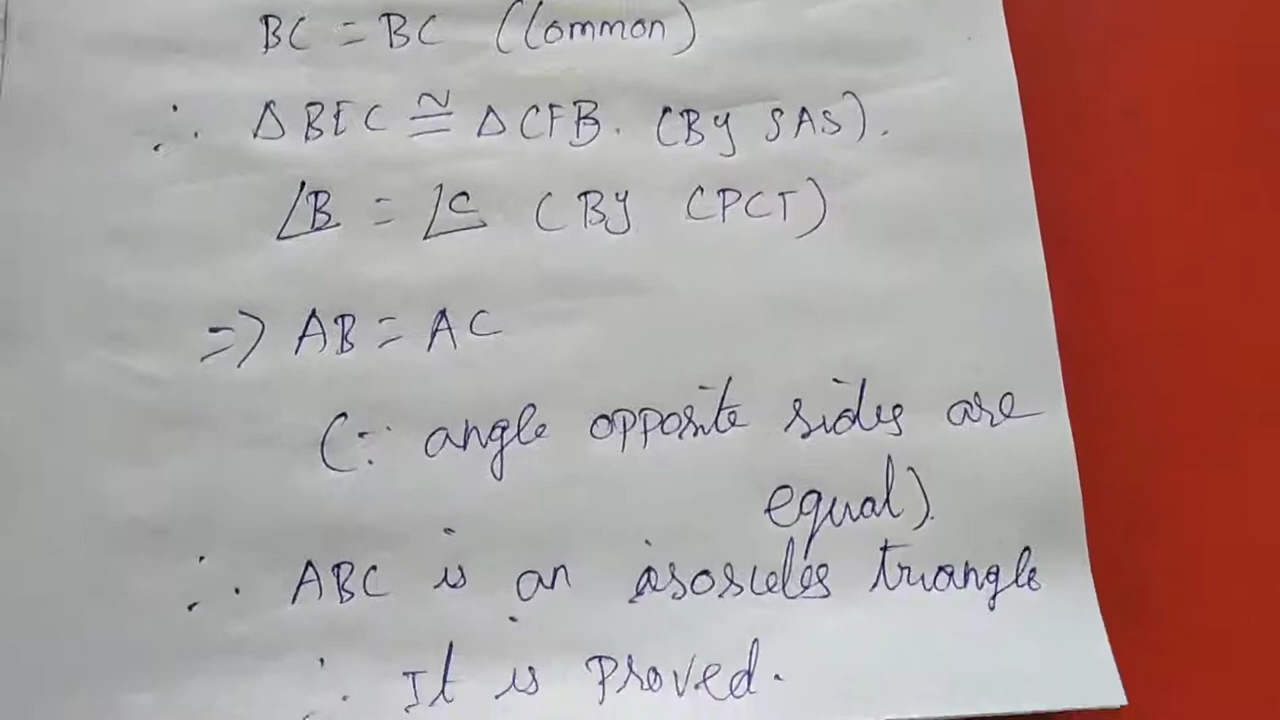 BC = BC (Common)
∴ ΔBEC ≅ ΔCFB. (By SAS).
∠B = ∠C (BY CPCT)
=> AB = AC
(∵ angle opposite sides are
equal).
∴ ABC is an isosceles triangle
∴ It is Proved.